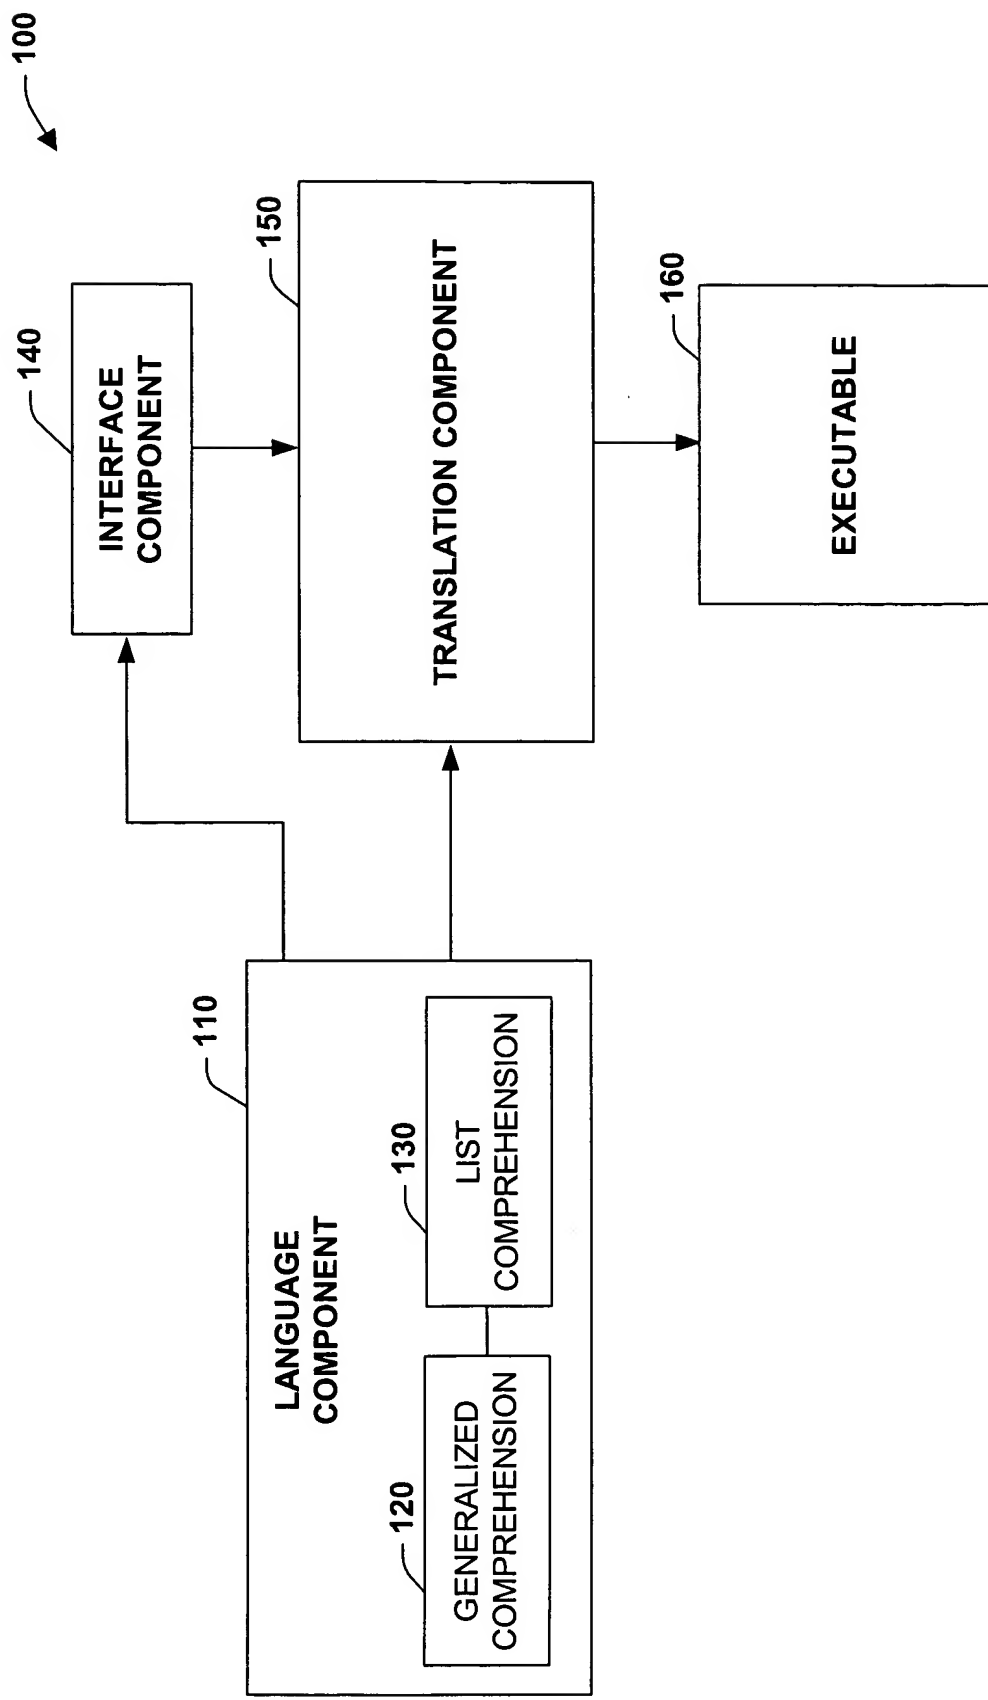 100
140
INTERFACE
COMPONENT
150
TRANSLATION COMPONENT
160
EXECUTABLE
110
LANGUAGE
COMPONENT
120
GENERALIZED
COMPREHENSION
130
LIST
COMPREHENSION